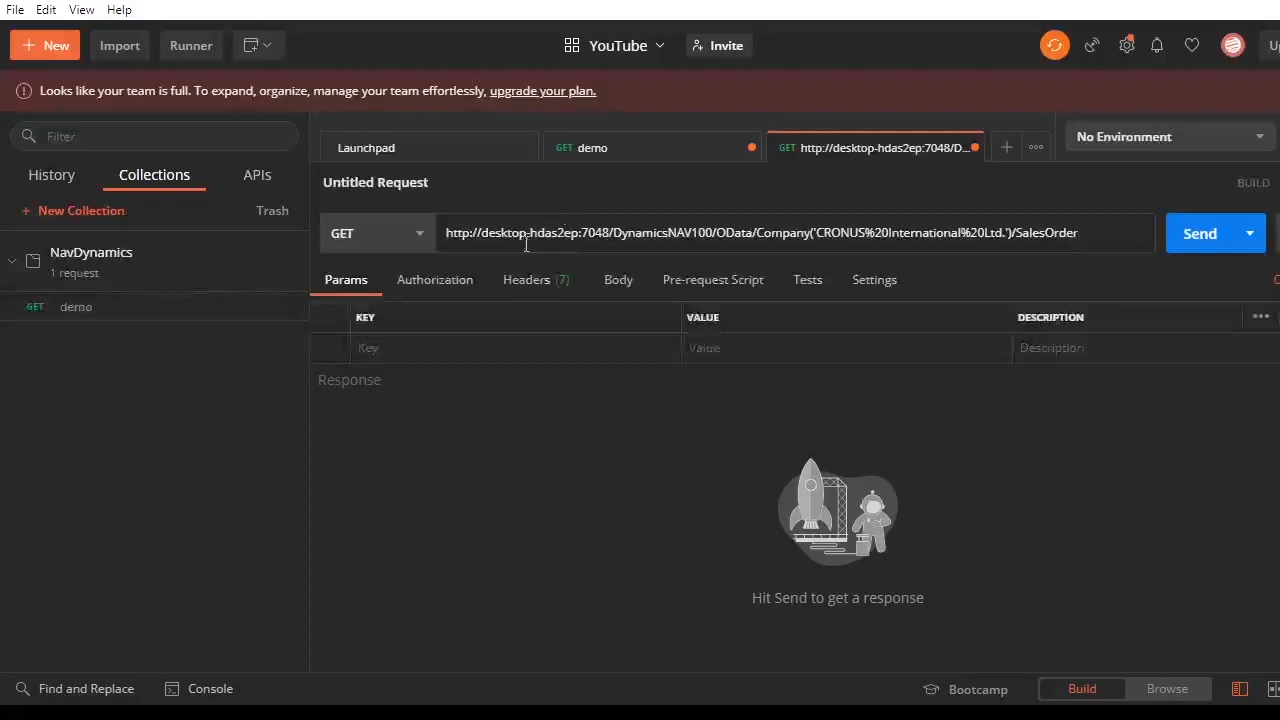 File Edit View Help
+ New Import Runner YouTube Invite
Looks like your team is full. To expand, organize, manage your team effortlessly, upgrade your plan.
Filter
Launchpad GET demo GET http://desktop-hdas2ep:7048/D... No Environment
History Collections APIs
Untitled Request BUILD
+ New Collection Trash
GET http://desktop-hdas2ep:7048/DynamicsNAV100/OData/Company('CRONUS%20International%20Ltd.')/SalesOrder Send
NavDynamics
1 request
Params Authorization Headers (7) Body Pre-request Script Tests Settings
GET demo
KEY VALUE DESCRIPTION
Key Value Description
Response
Hit Send to get a response
Find and Replace Console Bootcamp Build Browse